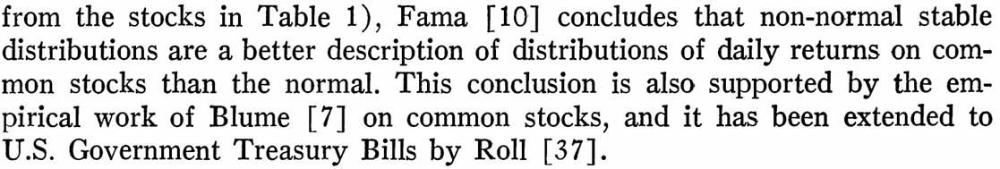 from the stocks in Table 1), Fama [10] concludes that non-normal stable
distributions are a better description of distributions of daily returns on com-
mon stocks than the normal. This conclusion is also supported by the em-
pirical work of Blume [7] on common stocks, and it has been extended to
U.S. Government Treasury Bills by Roll [37].